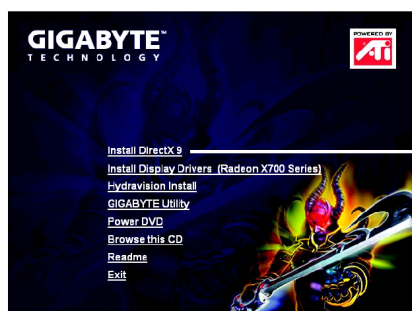 GIGABYTE™
TECHNOLOGY
POWERED BY
ATi
Install DirectX 9
Install Display Drivers (Radeon X700 Series)
Hydravision Install
GIGABYTE Utility
Power DVD
Browse this CD
Readme
Exit